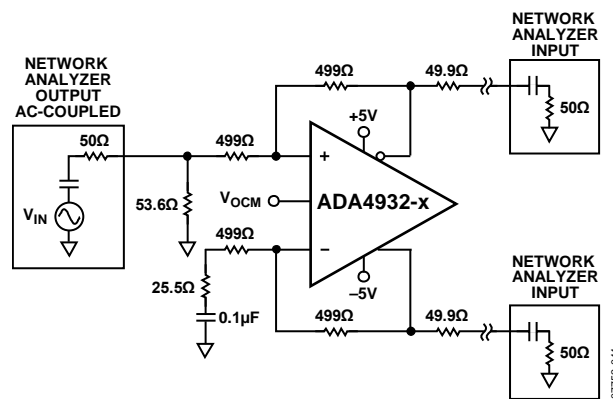 NETWORK
ANALYZER
OUTPUT
AC-COUPLED
50Ω
VIN
53.6Ω
499Ω
499Ω
49.9Ω
+5V
+
VOCM
ADA4932-x
499Ω
−
−5V
25.5Ω
0.1µF
499Ω
49.9Ω
NETWORK
ANALYZER
INPUT
50Ω
NETWORK
ANALYZER
INPUT
50Ω